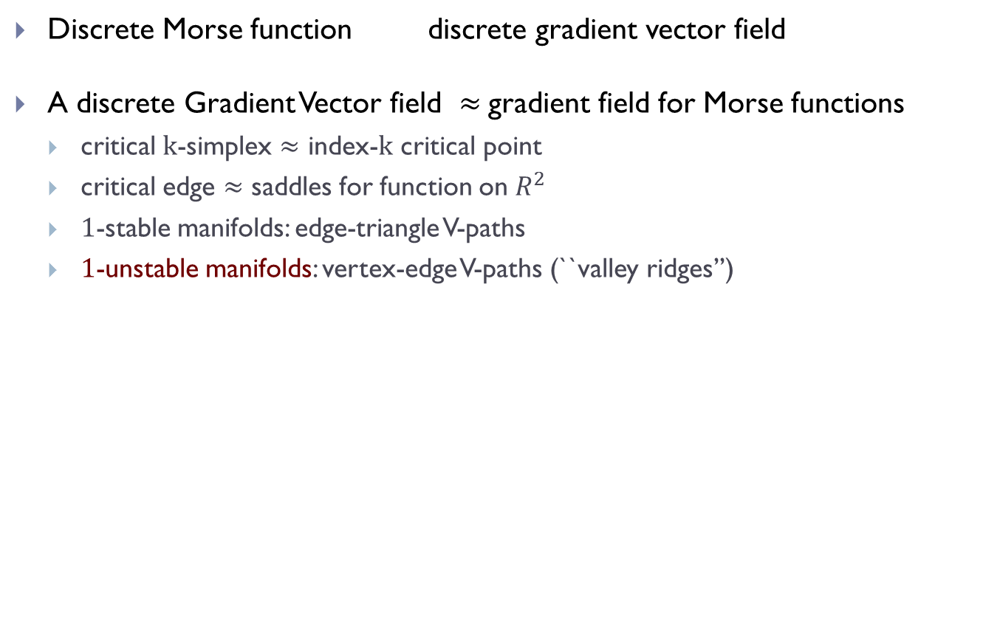 Discrete Morse function discrete gradient vector field
A discrete Gradient Vector field ≈ gradient field for Morse functions
critical k-simplex ≈ index-k critical point
critical edge ≈ saddles for function on R²
1-stable manifolds: edge-triangle V-paths
1-unstable manifolds: vertex-edge V-paths (``valley ridges”)